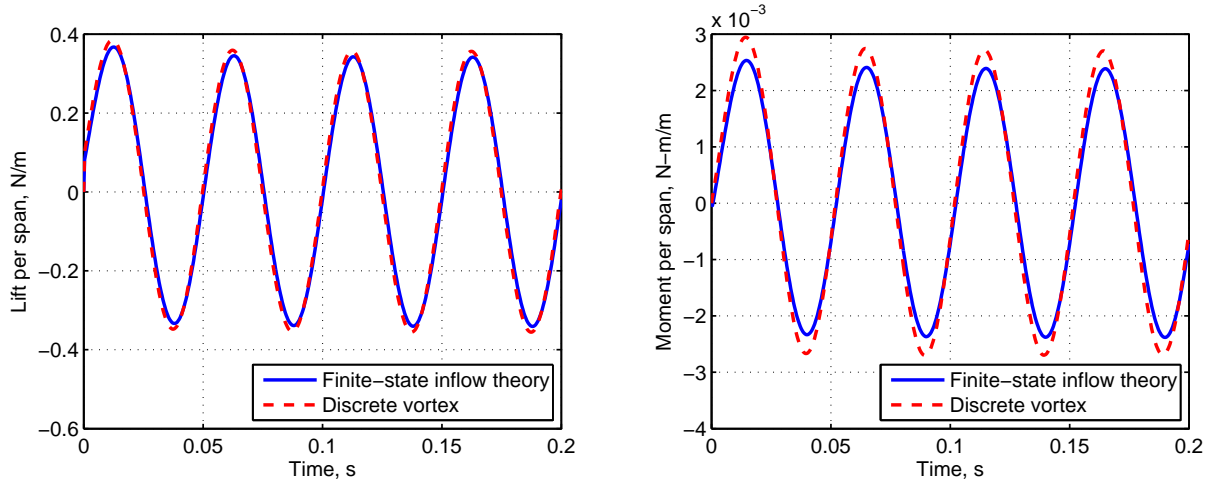 0.4
0.2
0
−0.2
−0.4
−0.6
Lift per span, N/m
0
0.05
0.1
0.15
0.2
Time, s
Finite−state inflow theory
Discrete vortex
x 10−3
3
2
1
0
−1
−2
−3
−4
Moment per span, N−m/m
0
0.05
0.1
0.15
0.2
Time, s
Finite−state inflow theory
Discrete vortex